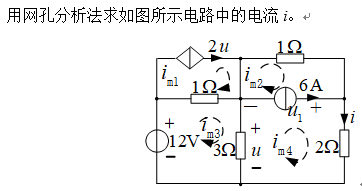 用网孔分析法求如图所示电路中的电流 i。
2u 1Ω
im1 1Ω im2 6A
− u1 + i
+ 12V − im3 3Ω + u − im4 2Ω